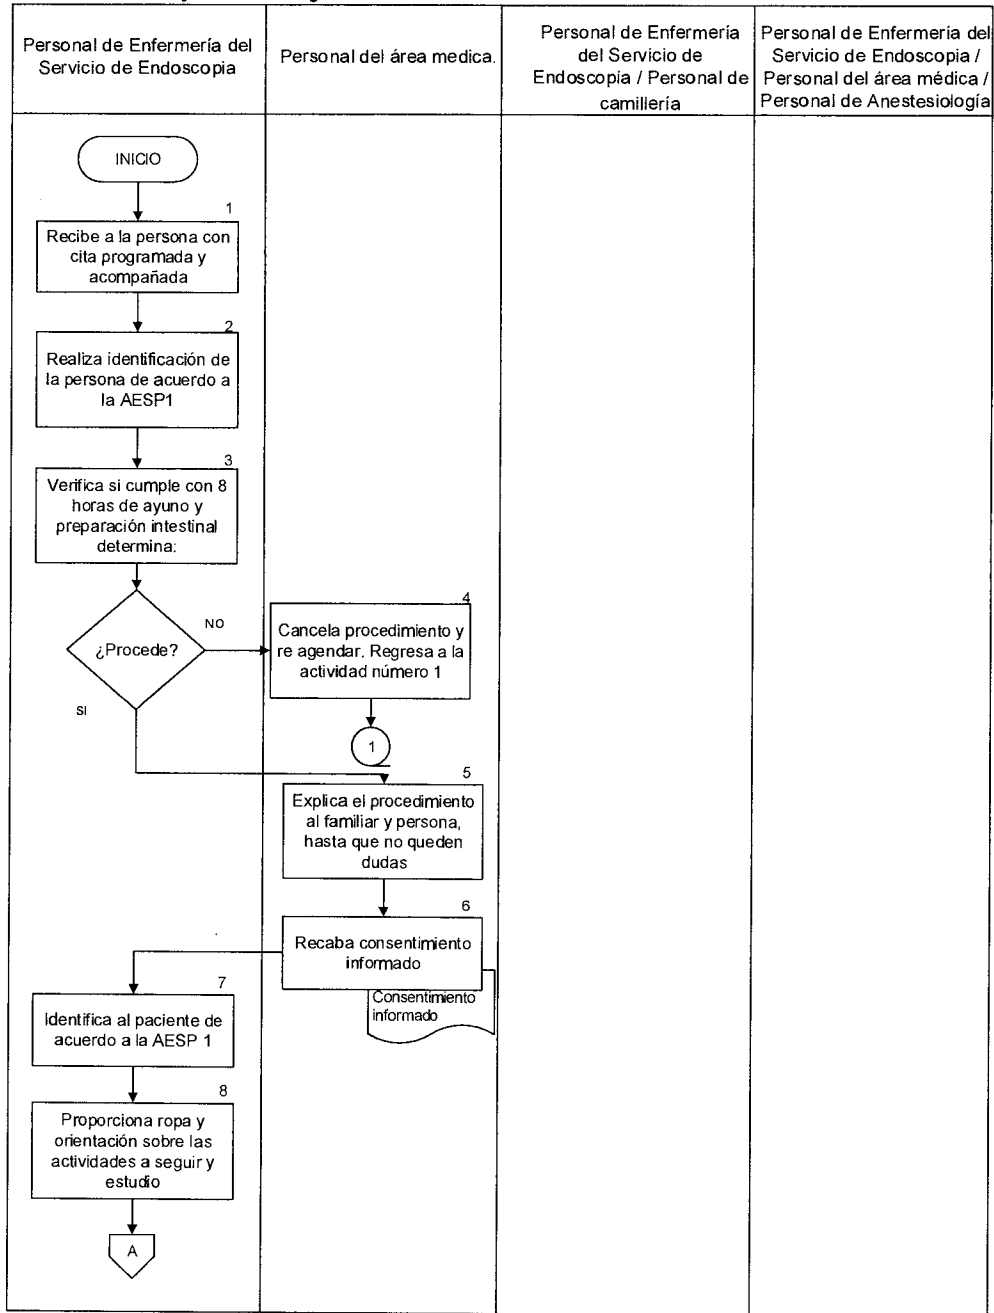 Personal de Enfermería del
Servicio de Endoscopia
Personal del área medica.
Personal de Enfermería
del Servicio de
Endoscopia / Personal de
camillería
Personal de Enfermería del
Servicio de Endoscopia /
Personal del área médica /
Personal de Anestesiología
INICIO
1
Recibe a la persona con
cita programada y
acompañada
2
Realiza identificación de
la persona de acuerdo a
la AESP1
3
Verifica si cumple con 8
horas de ayuno y
preparación intestinal
determina:
¿Procede?
NO
SI
4
Cancela procedimiento y
re agendar. Regresa a la
actividad número 1
1
5
Explica el procedimiento
al familiar y persona,
hasta que no queden
dudas
6
Recaba consentimiento
informado
Consentimiento
informado
7
Identifica al paciente de
acuerdo a la AESP 1
8
Proporciona ropa y
orientación sobre las
actividades a seguir y
estudio
A